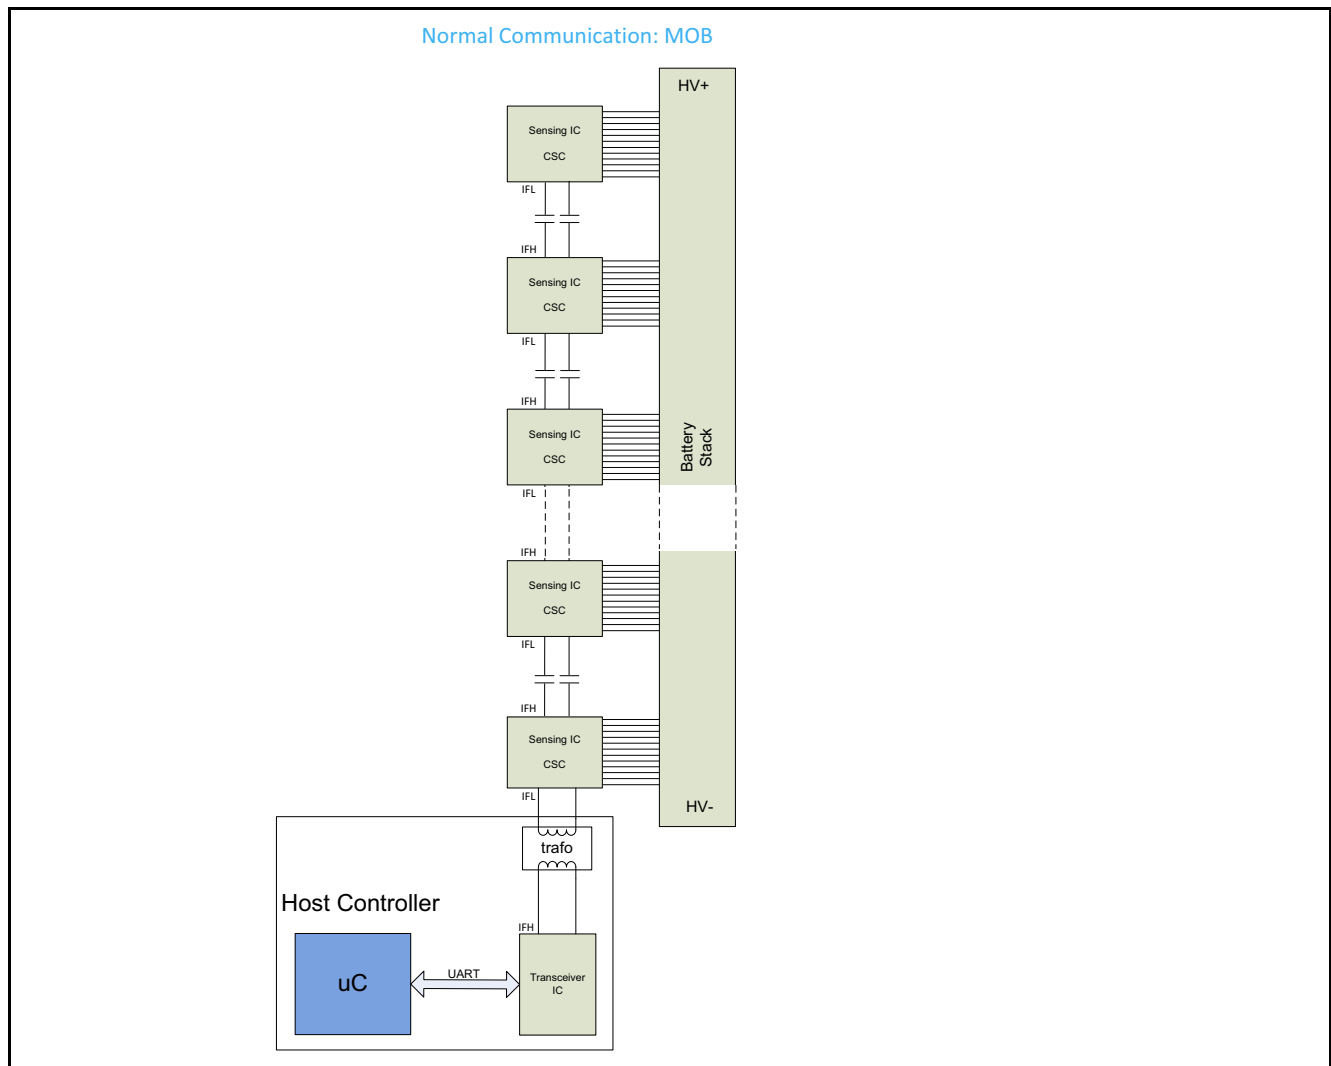 Normal Communication: MOB
HV+
Sensing IC
CSC
IFL
IFH
Sensing IC
CSC
IFL
IFH
Sensing IC
CSC
Battery
Stack
IFL
IFH
Sensing IC
CSC
IFL
IFH
Sensing IC
CSC
IFL
HV-
trafo
Host Controller
IFH
uC
UART
Transceiver
IC